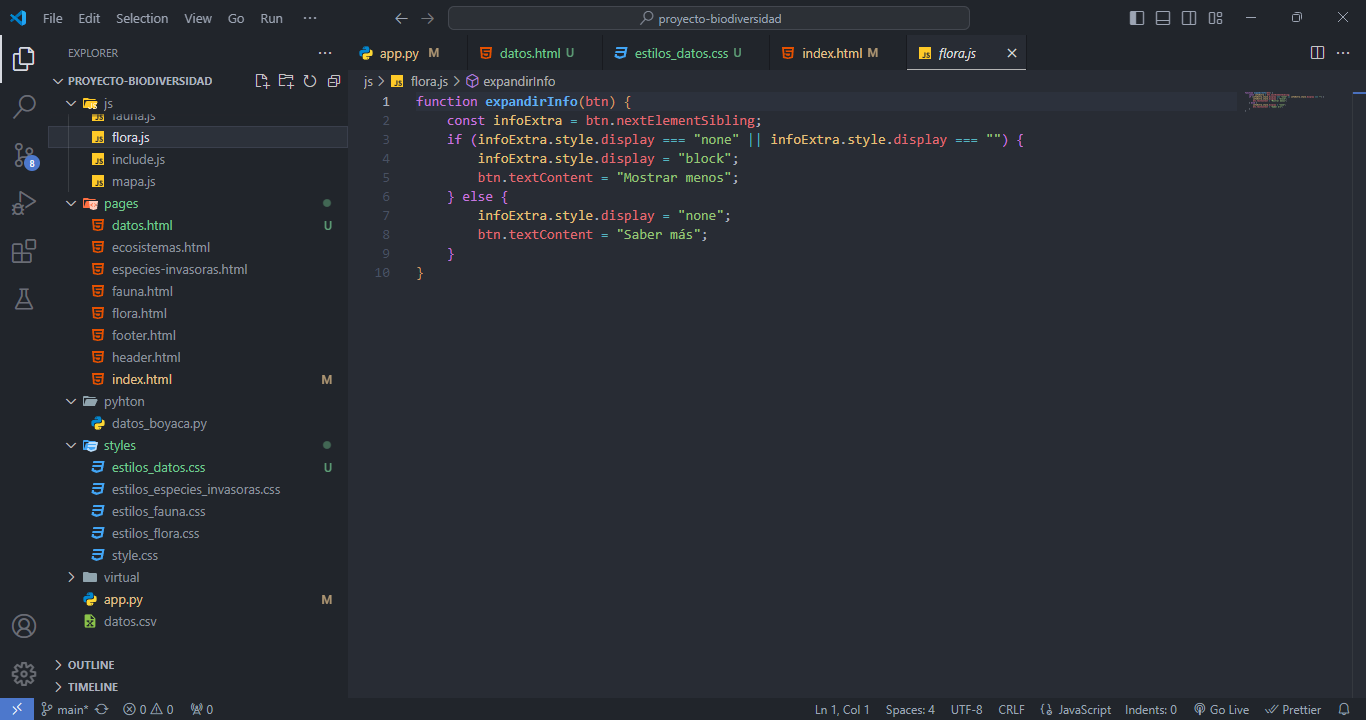 File Edit Selection View Go Run ···
proyecto-biodiversidad
EXPLORER ···
PROYECTO-BIODIVERSIDAD
js
fauna.js
flora.js
include.js
mapa.js
pages
datos.html U
ecosistemas.html
especies-invasoras.html
fauna.html
flora.html
footer.html
header.html
index.html M
pyhton
datos_boyaca.py
styles
estilos_datos.css U
estilos_especies_invasoras.css
estilos_fauna.css
estilos_flora.css
style.css
virtual
app.py M
datos.csv
OUTLINE
TIMELINE
8
app.py M datos.html U estilos_datos.css U index.html M JS flora.js
js > JS flora.js > expandirInfo
1 function expandirInfo(btn) {
2 const infoExtra = btn.nextElementSibling;
3 if (infoExtra.style.display === "none" || infoExtra.style.display === "") {
4 infoExtra.style.display = "block";
5 btn.textContent = "Mostrar menos";
6 } else {
7 infoExtra.style.display = "none";
8 btn.textContent = "Saber más";
9 }
10 }
main* 0 0 0 Ln 1, Col 1 Spaces: 4 UTF-8 CRLF {} JavaScript Indents: 0 Go Live Prettier